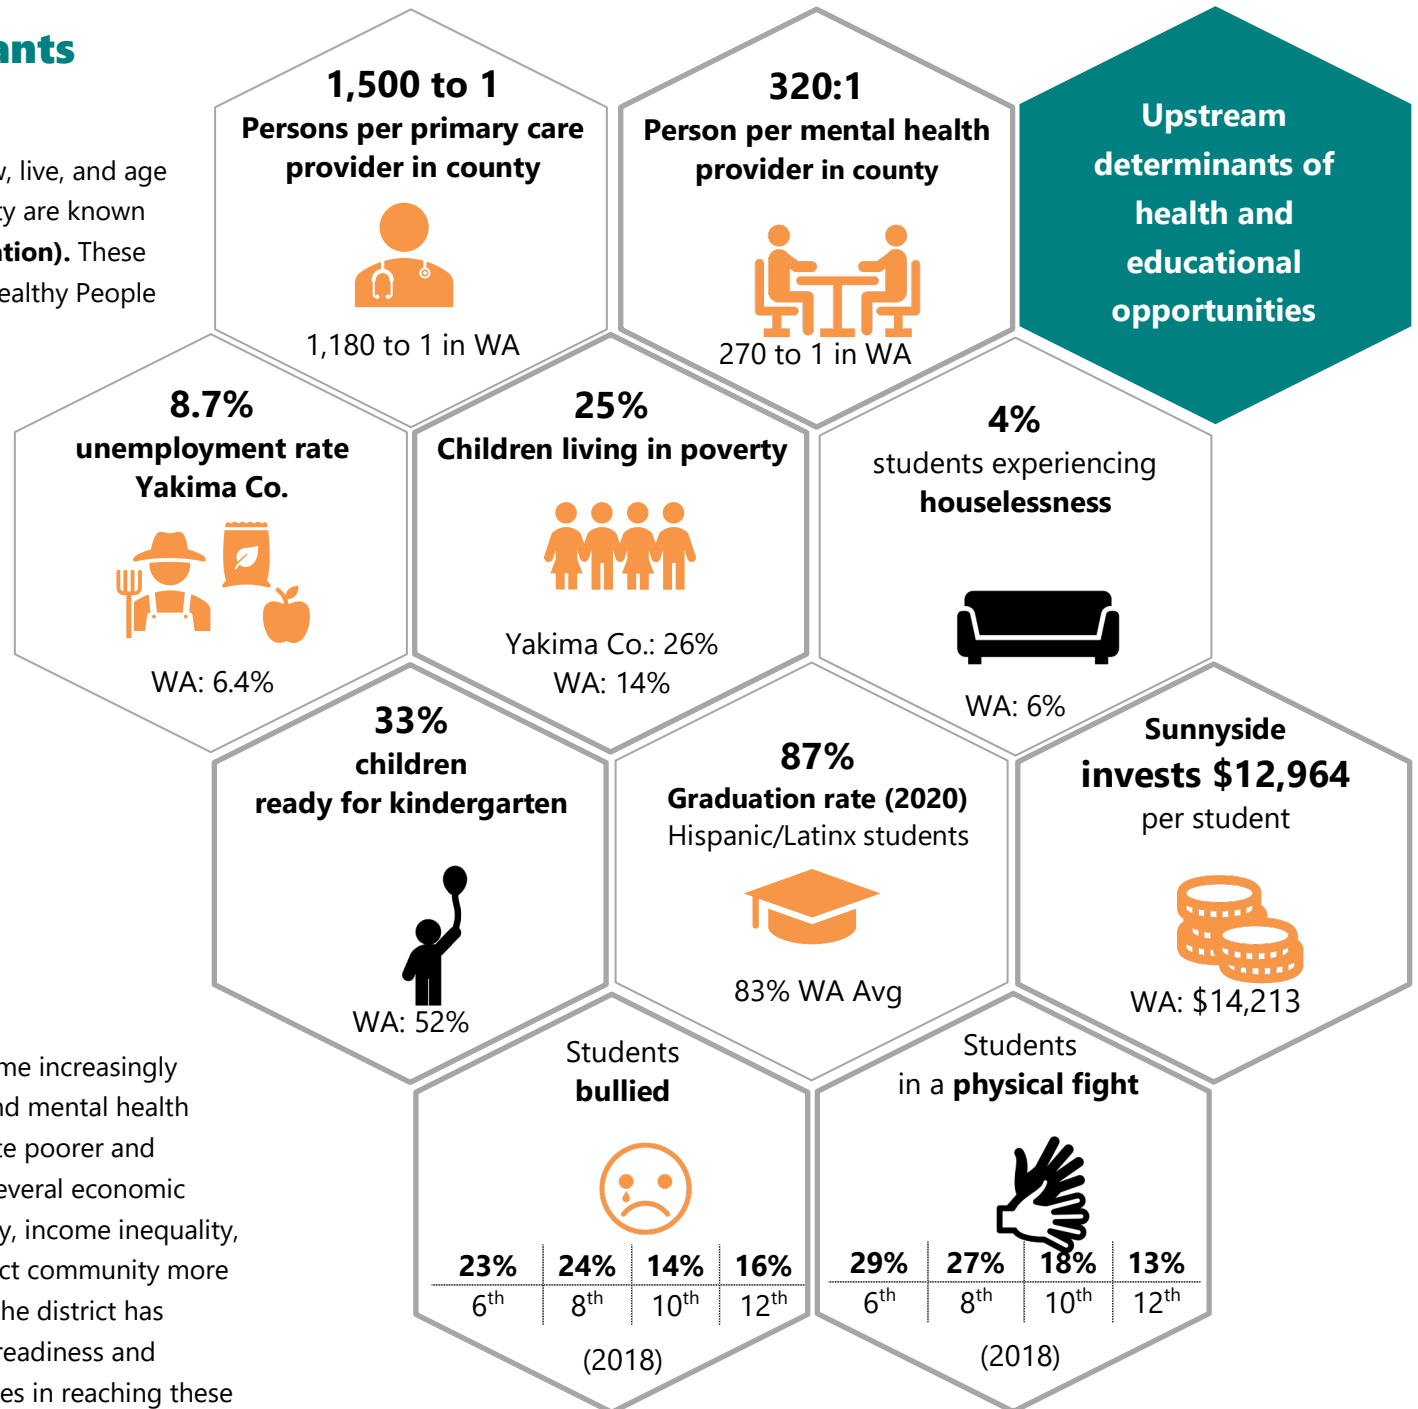 ants
w, live, and age
ty are known
ation). These
ealthy People
1,500 to 1
Persons per primary care
provider in county
1,180 to 1 in WA
320:1
Person per mental health
provider in county
270 to 1 in WA
Upstream
determinants of
health and
educational
opportunities
8.7%
unemployment rate
Yakima Co.
WA: 6.4%
25%
Children living in poverty
Yakima Co.: 26%
WA: 14%
4%
students experiencing
houselessness
WA: 6%
33%
children
ready for kindergarten
WA: 52%
87%
Graduation rate (2020)
Hispanic/Latinx students
83% WA Avg
Sunnyside
invests $12,964
per student
WA: $14,213
me increasingly
nd mental health
te poorer and
everal economic
y, income inequality,
ct community more
he district has
readiness and
es in reaching these
Students
bullied
23% 24% 14% 16%
6th 8th 10th 12th
(2018)
Students
in a physical fight
29% 27% 18% 13%
6th 8th 10th 12th
(2018)